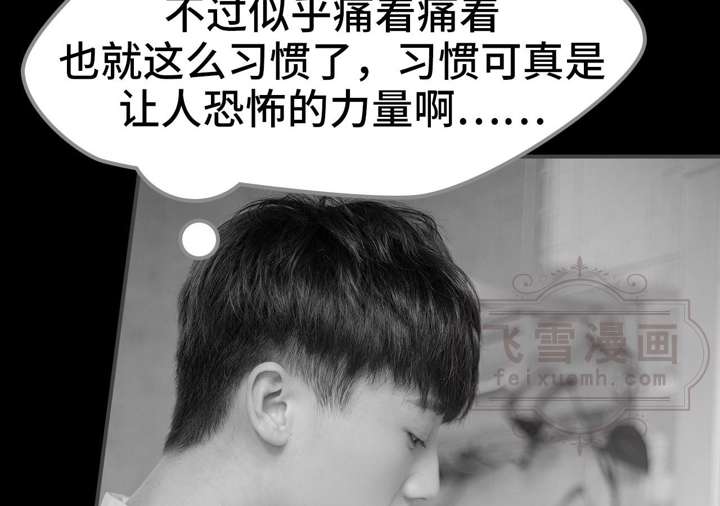 不过似乎痛着痛着
也就这么习惯了，习惯可真是
让人恐怖的力量啊……
飞雪漫画
feixuemh.com